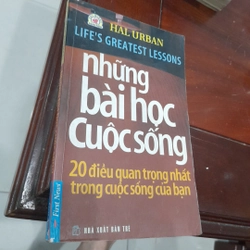 HAL URBAN
LIFE'S GREATEST LESSONS
những
bài học
cuộc sống
20 điều quan trọng nhất
trong cuộc sống của bạn
First News
NHÀ XUẤT BẢN TRẺ